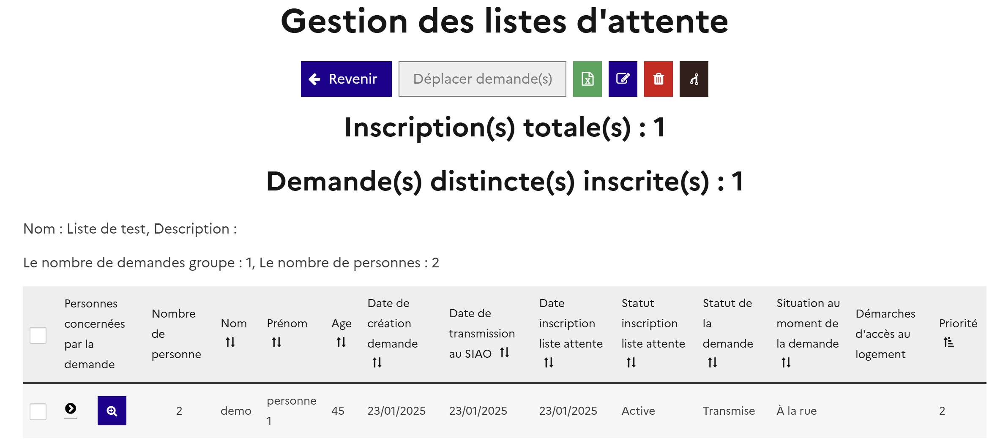 Gestion des listes d'attente
Revenir
Déplacer demande(s)
Inscription(s) totale(s) : 1
Demande(s) distincte(s) inscrite(s) : 1
Nom : Liste de test, Description :
Le nombre de demandes groupe : 1, Le nombre de personnes : 2
Personnes
concernées
par la
demande
Nombre
de
personne
Nom
Prénom
Age
Date de
création
demande
Date de
transmission
au SIAO
Date
inscription
liste attente
Statut
inscription
liste attente
Statut de
la
demande
Situation au
moment de
la demande
Démarches
d'accès au
logement
Priorité
2
demo
personne
1
45
23/01/2025
23/01/2025
23/01/2025
Active
Transmise
À la rue
2